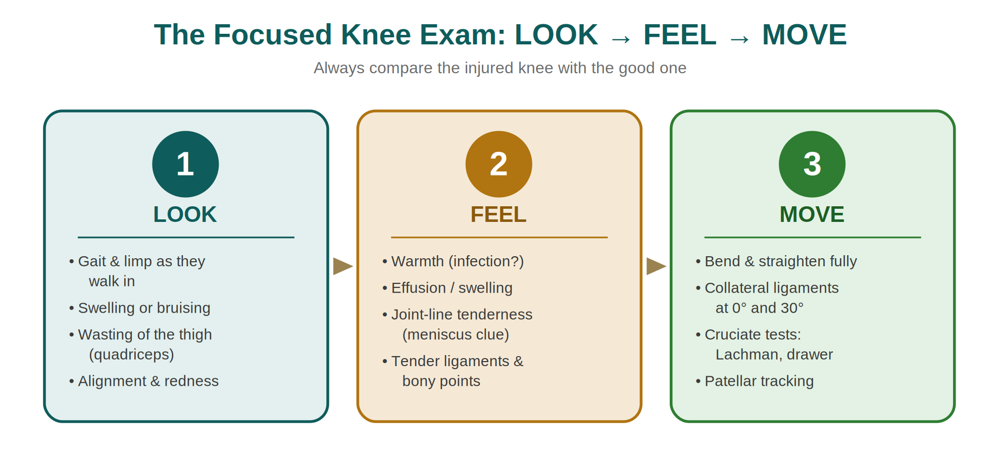 The Focused Knee Exam: LOOK → FEEL → MOVE
Always compare the injured knee with the good one
1
LOOK
• Gait & limp as they
walk in
• Swelling or bruising
• Wasting of the thigh
(quadriceps)
• Alignment & redness
2
FEEL
• Warmth (infection?)
• Effusion / swelling
• Joint-line tenderness
(meniscus clue)
• Tender ligaments &
bony points
3
MOVE
• Bend & straighten fully
• Collateral ligaments
at 0° and 30°
• Cruciate tests:
Lachman, drawer
• Patellar tracking